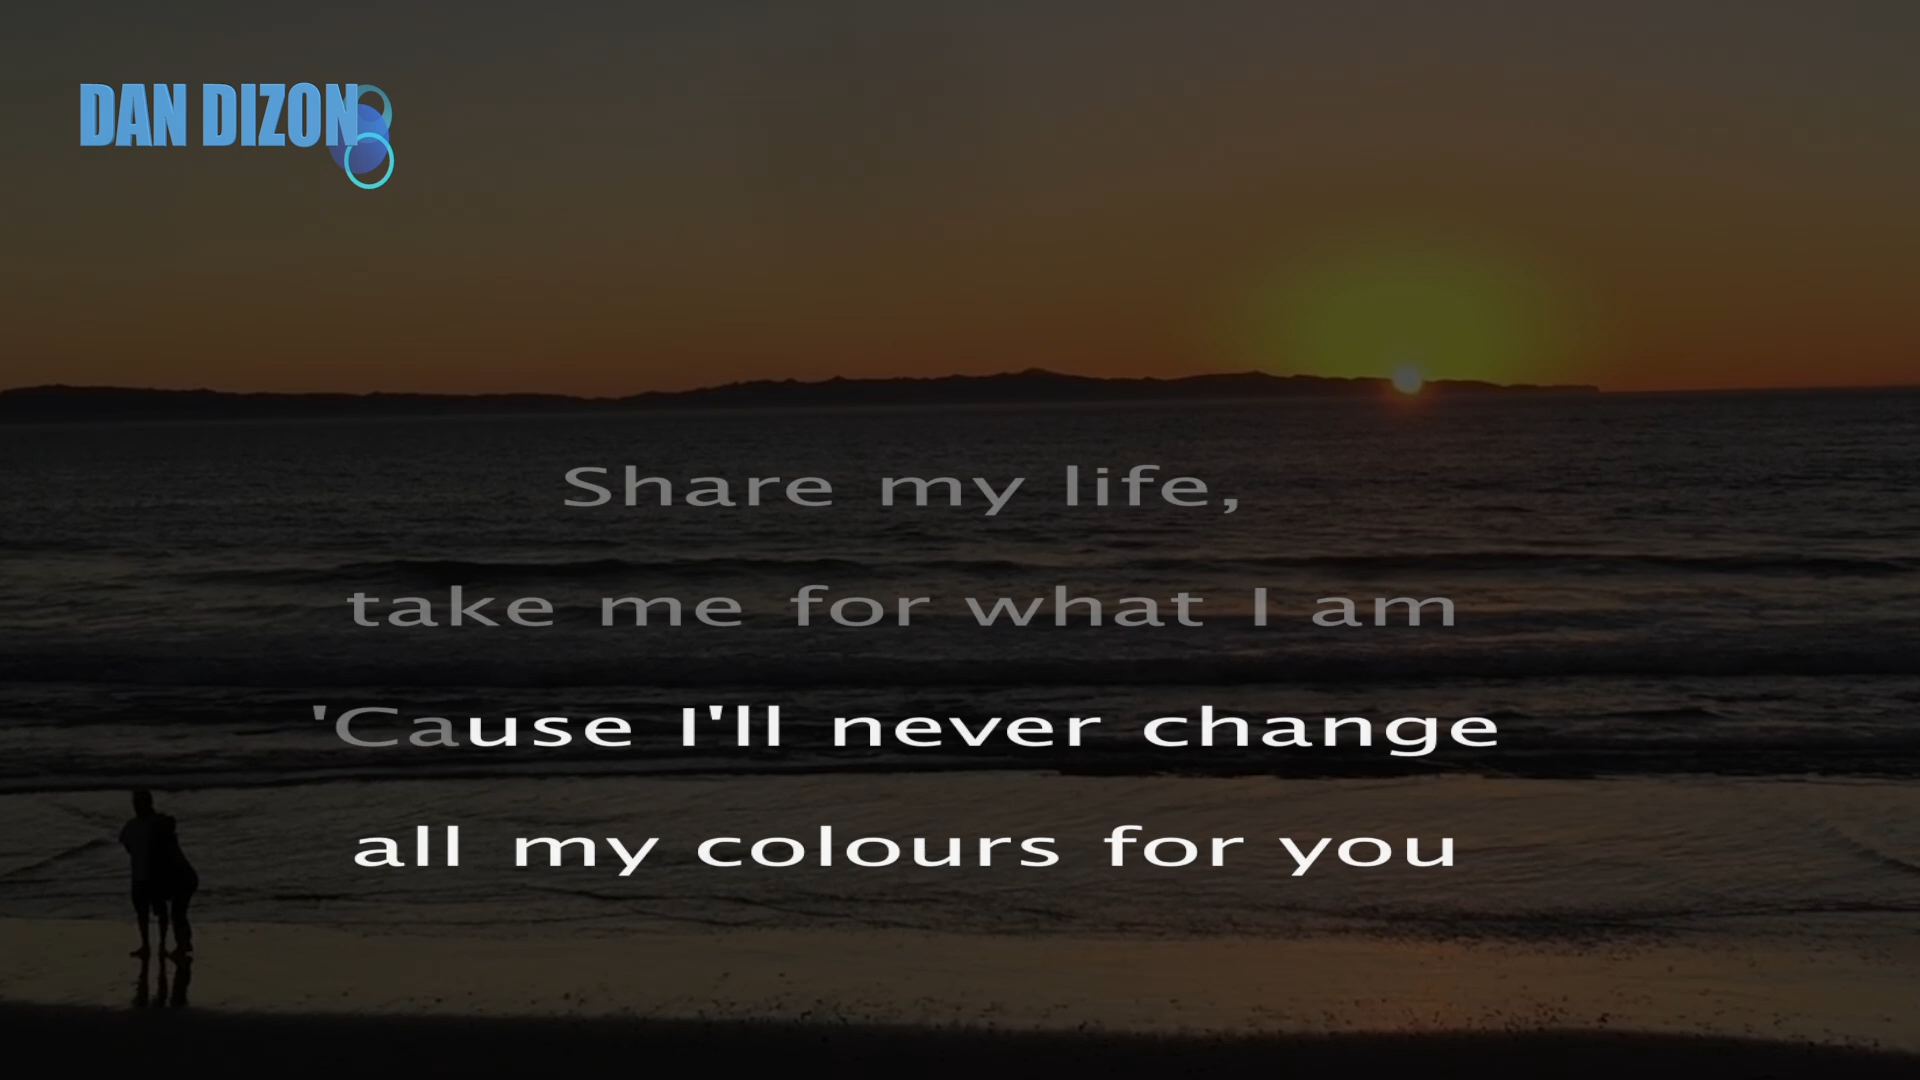 DAN DIZON
Share my life,
take me for what I am
'Cause I'll never change
all my colours for you